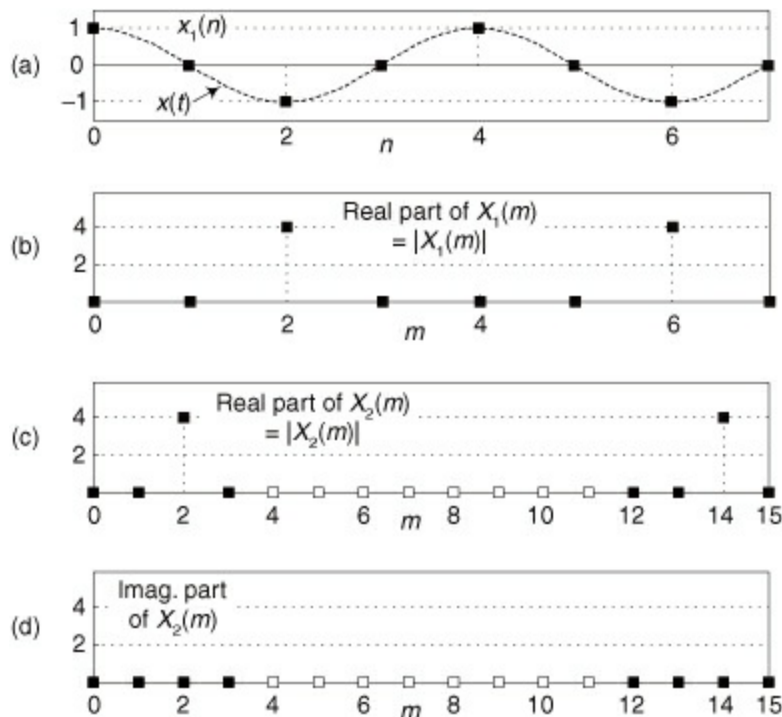 (a)
1
0
−1
x₁(n)
x(t)
0 2 4 6
n
(b)
4
2
Real part of X₁(m)
= |X₁(m)|
0 2 4 6
m
(c)
4
2
Real part of X₂(m)
= |X₂(m)|
0 2 4 6 8 10 12 14 15
m
(d)
4
2
Imag. part
of X₂(m)
0 2 4 6 8 10 12 14 15
m